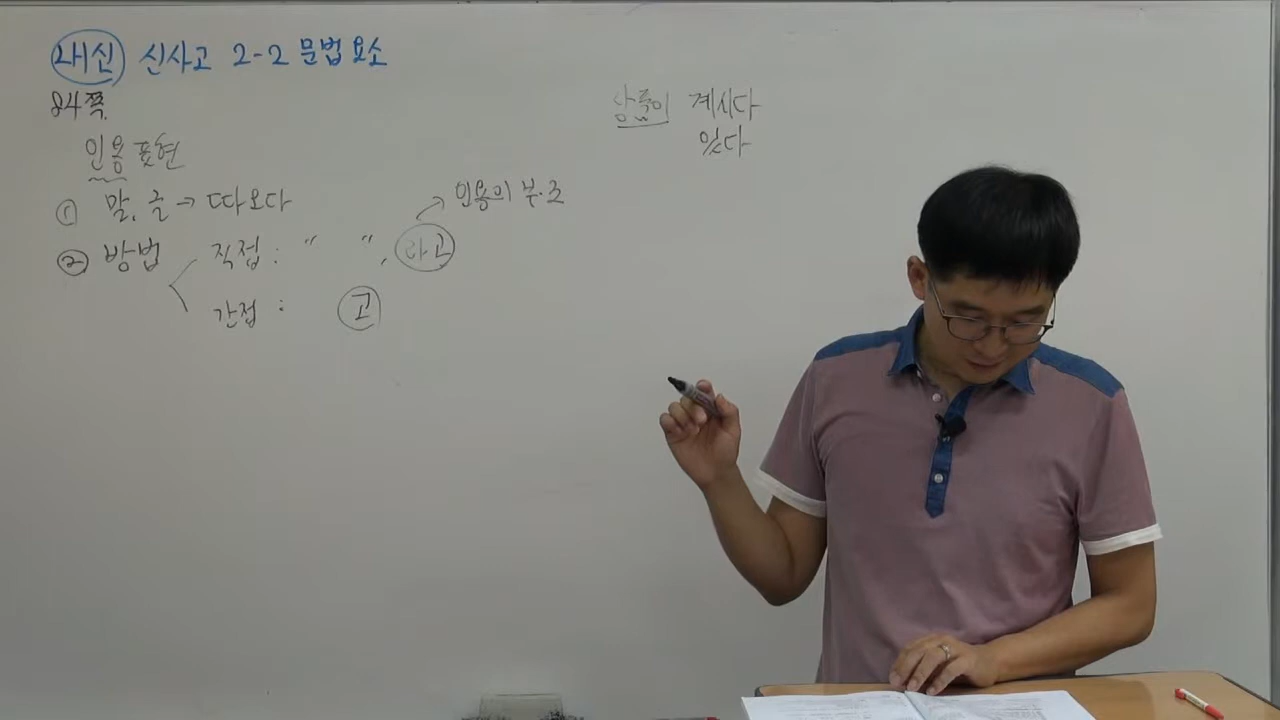 내신 신사고 2-2 문법 요소
84쪽
인용 표현
① 말, 글 → 따오다
② 방법
직접 : " ", 라고 → 인용의 부·조
간접 : 고
상품이 계시다
있다